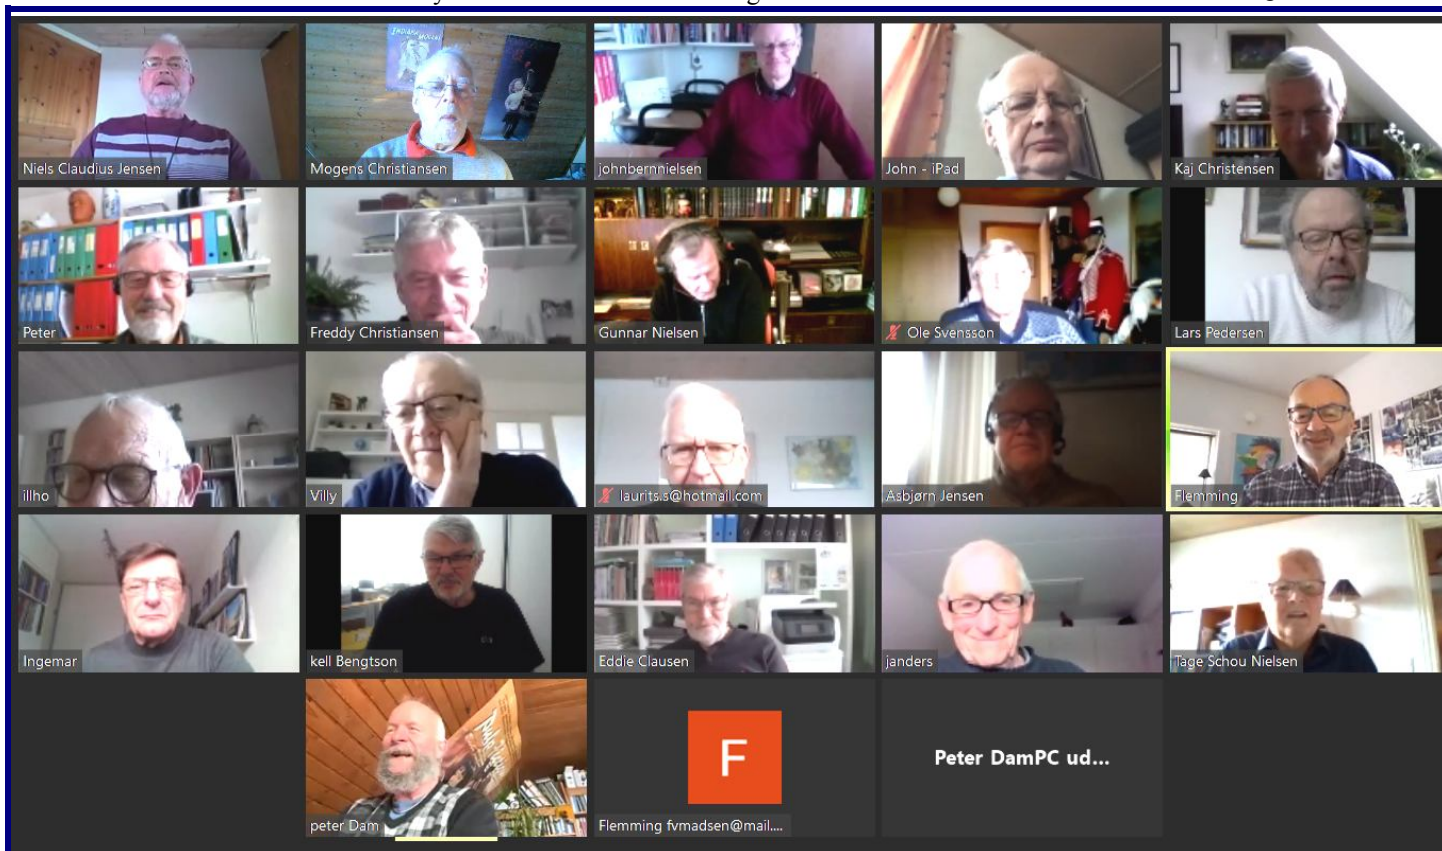 Niels Claudius Jensen
Mogens Christiansen
johnbernnielsen
John - iPad
Kaj Christensen
Peter
Freddy Christiansen
Gunnar Nielsen
Ole Svensson
Lars Pedersen
illho
Villy
laurits.s@hotmail.com
Asbjørn Jensen
Flemming
Ingemar
kell Bengtson
Eddie Clausen
janders
Tage Schou Nielsen
peter Dam
F
Flemming fvmadsen@mail....
Peter DamPC ud...